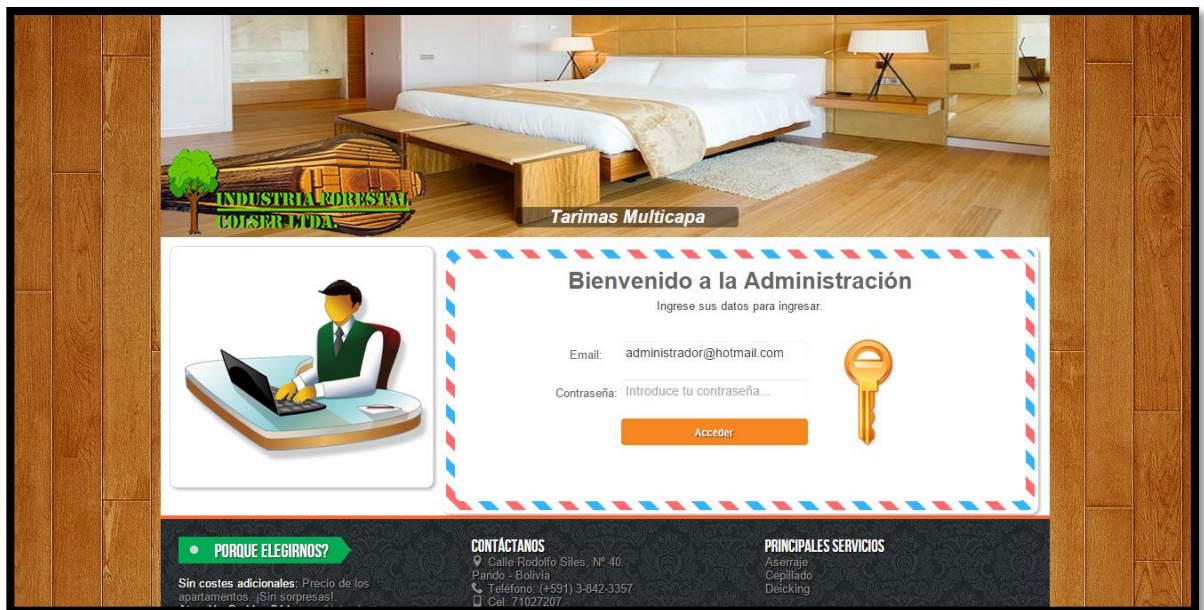 INDUSTRIA FORESTAL
COLSER LTDA.
Tarimas Multicapa
Bienvenido a la Administración
Ingrese sus datos para ingresar.
Email: administrador@hotmail.com
Contraseña: Introduce tu contraseña...
Acceder
PORQUE ELEGIRNOS?
Sin costes adicionales: Precio de los
apartamentos. ¡Sin sorpresas!
CONTÁCTANOS
Calle Rodolfo Siles, Nº 40
Pando - Bolivia
Teléfono: (+591) 3-842-3357
Cel: 71027207
PRINCIPALES SERVICIOS
Aserraje
Cepillado
Deicking